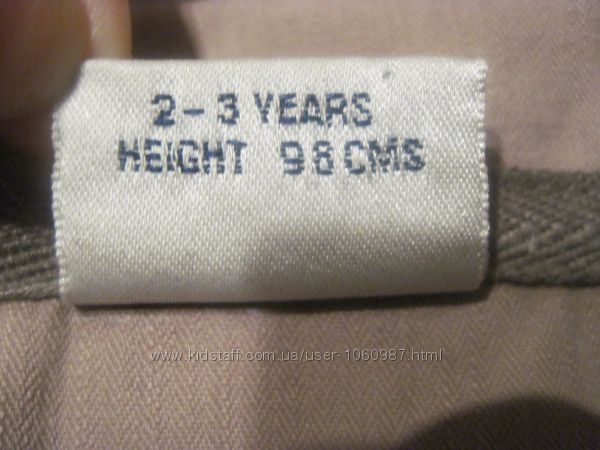 2-3 YEARS
HEIGHT 98CMS
www.kidstaff.com.ua/user-1060987.html